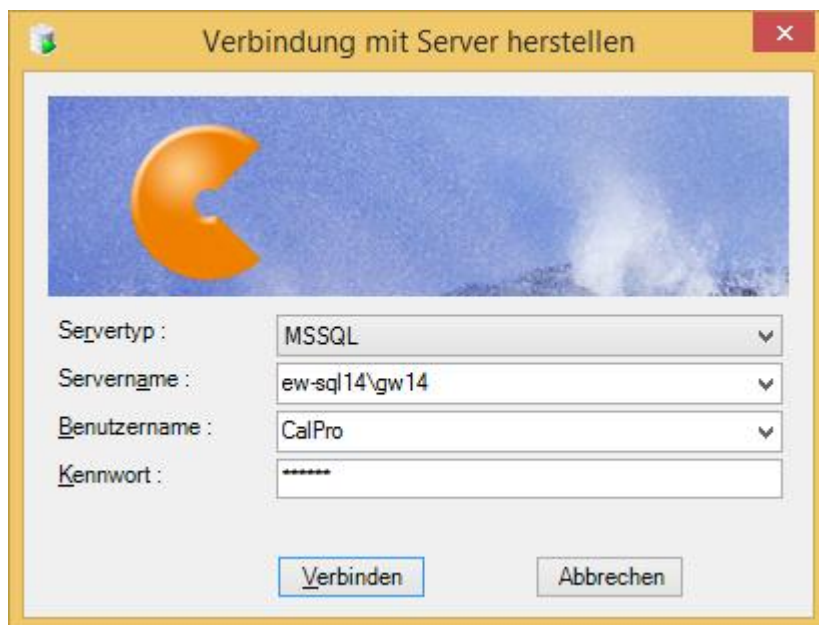 Verbindung mit Server herstellen
Servertyp : MSSQL
Servername : ew-sql14\gw14
Benutzername : CalPro
Kennwort : ******
Verbinden Abbrechen